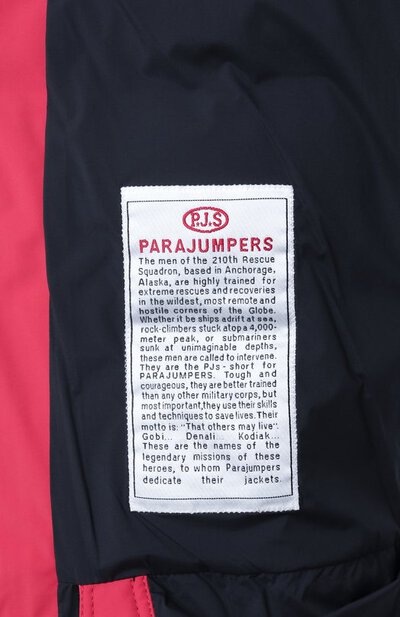 P.J.S
PARAJUMPERS
The men of the 210th Rescue
Squadron, based in Anchorage,
Alaska, are highly trained for
extreme rescues and recoveries
in the wildest, most remote and
hostile corners of the Globe.
Whether it be ships adrift at sea,
rock-climbers stuck atop a 4,000-
meter peak, or submariners
sunk at unimaginable depths,
these men are called to intervene.
They are the PJs - short for
PARAJUMPERS. Tough and
courageous, they are better trained
than any other military corps, but
most important,they use their skills
and techniques to save lives. Their
motto is: "That others may live".
Gobi... Denali... Kodiak...
These are the names of the
legendary missions of these
heroes, to whom Parajumpers
dedicate their jackets.